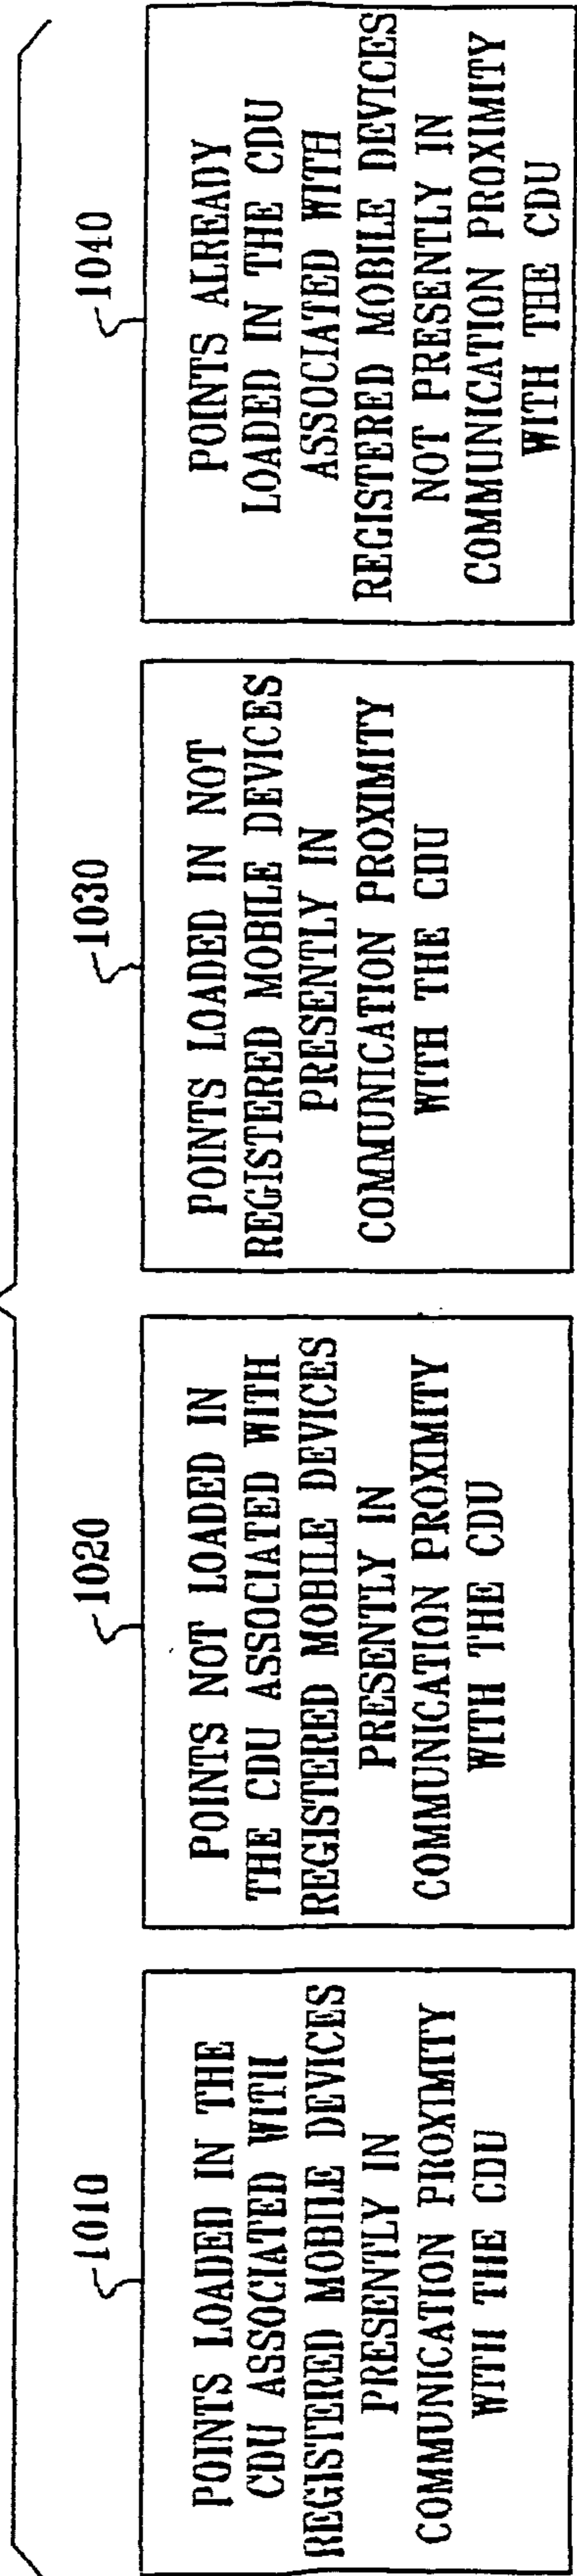 1010
POINTS LOADED IN THE
CDU ASSOCIATED WITH
REGISTERED MOBILE DEVICES
PRESENTLY IN
COMMUNICATION PROXIMITY
WITH THE CDU
1020
POINTS NOT LOADED IN
THE CDU ASSOCIATED WITH
REGISTERED MOBILE DEVICES
PRESENTLY IN
COMMUNICATION PROXIMITY
WITH THE CDU
1030
POINTS LOADED IN NOT
REGISTERED MOBILE DEVICES
PRESENTLY IN
COMMUNICATION PROXIMITY
WITH THE CDU
1040
POINTS ALREADY
LOADED IN THE CDU
ASSOCIATED WITH
REGISTERED MOBILE DEVICES
NOT PRESENTLY IN
COMMUNICATION PROXIMITY
WITH THE CDU